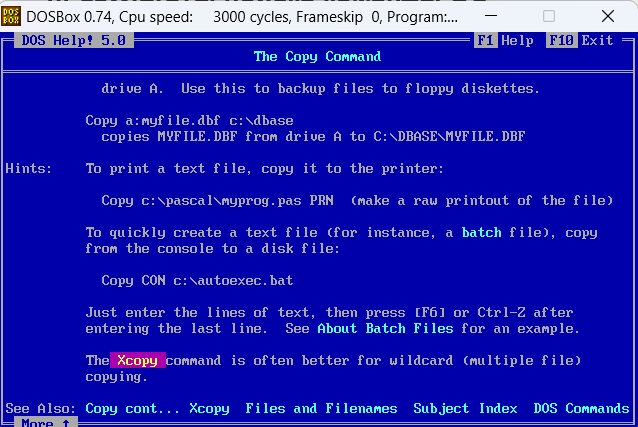 DOS BOX
DOSBox 0.74, Cpu speed: 3000 cycles, Frameskip 0, Program:...
DOS Help! 5.0 F1 Help F10 Exit
The Copy Command
drive A. Use this to backup files to floppy diskettes.
Copy a:myfile.dbf c:\dbase
copies MYFILE.DBF from drive A to C:\DBASE\MYFILE.DBF
Hints: To print a text file, copy it to the printer:
Copy c:\pascal\myprog.pas PRN (make a raw printout of the file)
To quickly create a text file (for instance, a batch file), copy
from the console to a disk file:
Copy CON c:\autoexec.bat
Just enter the lines of text, then press [F6] or Ctrl-Z after
entering the last line. See About Batch Files for an example.
The Xcopy command is often better for wildcard (multiple file)
copying.
See Also: Copy cont... Xcopy Files and Filenames Subject Index DOS Commands
More ↑